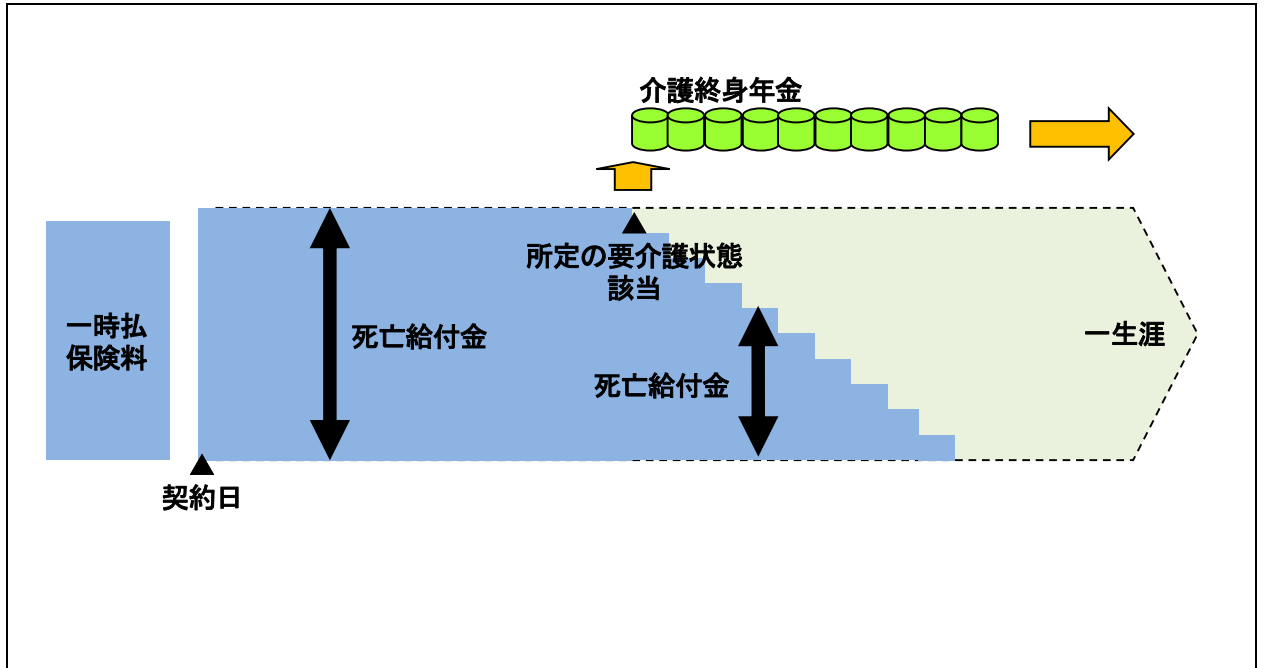 介護終身年金
所定の要介護状態
該当
一時払
保険料
死亡給付金
死亡給付金
一生涯
契約日